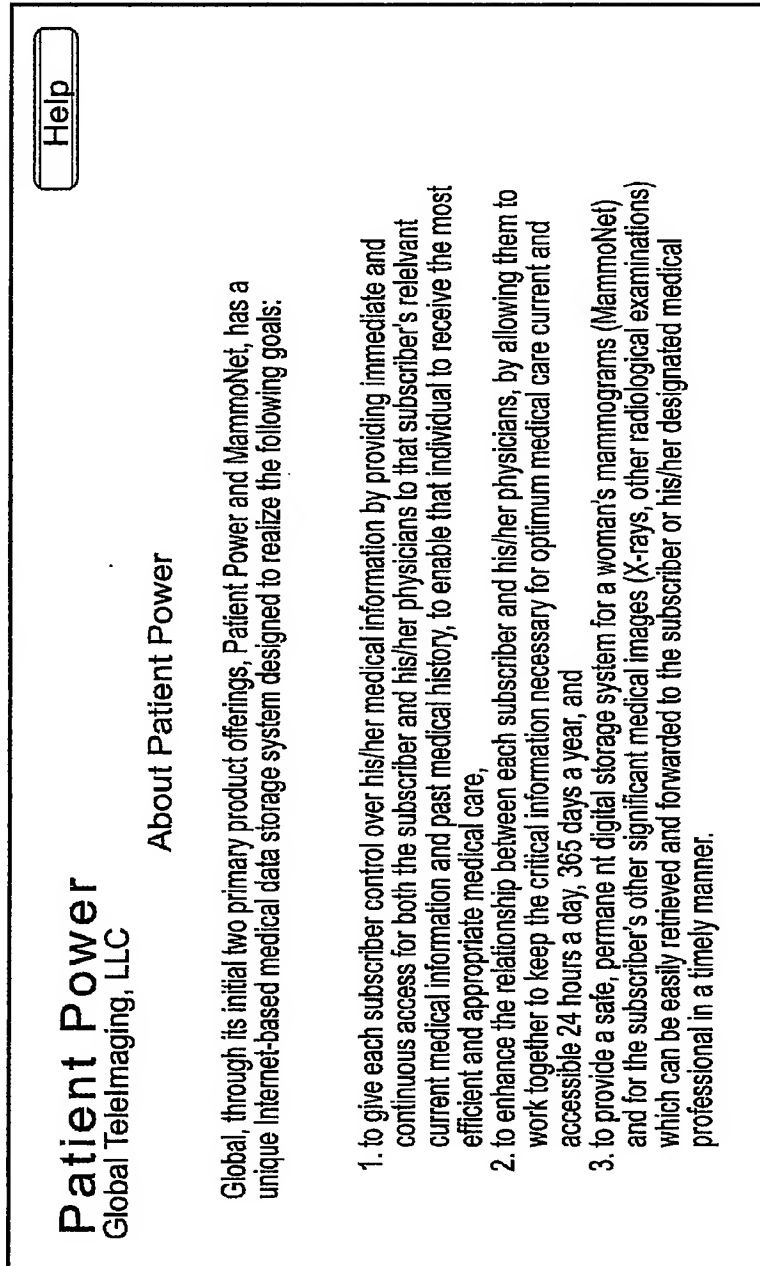 Help
Patient Power
Global TeleImaging, LLC
About Patient Power
Global, through its initial two primary product offerings, Patient Power and MammoNet, has a
unique Internet-based medical data storage system designed to realize the following goals:
1. to give each subscriber control over his/her medical information by providing immediate and
continuous access for both the subscriber and his/her physicians to that subscriber's relelvant
current medical information and past medical history, to enable that individual to receive the most
efficient and appropriate medical care,
2. to enhance the relationship between each subscriber and his/her physicians, by allowing them to
work together to keep the critical information necessary for optimum medical care current and
accessible 24 hours a day, 365 days a year, and
3. to provide a safe, permane nt digital storage system for a woman's mammograms (MammoNet)
and for the subscriber's other significant medical images (X-rays, other radiological examinations)
which can be easily retrieved and forwarded to the subscriber or his/her designated medical
professional in a timely manner.